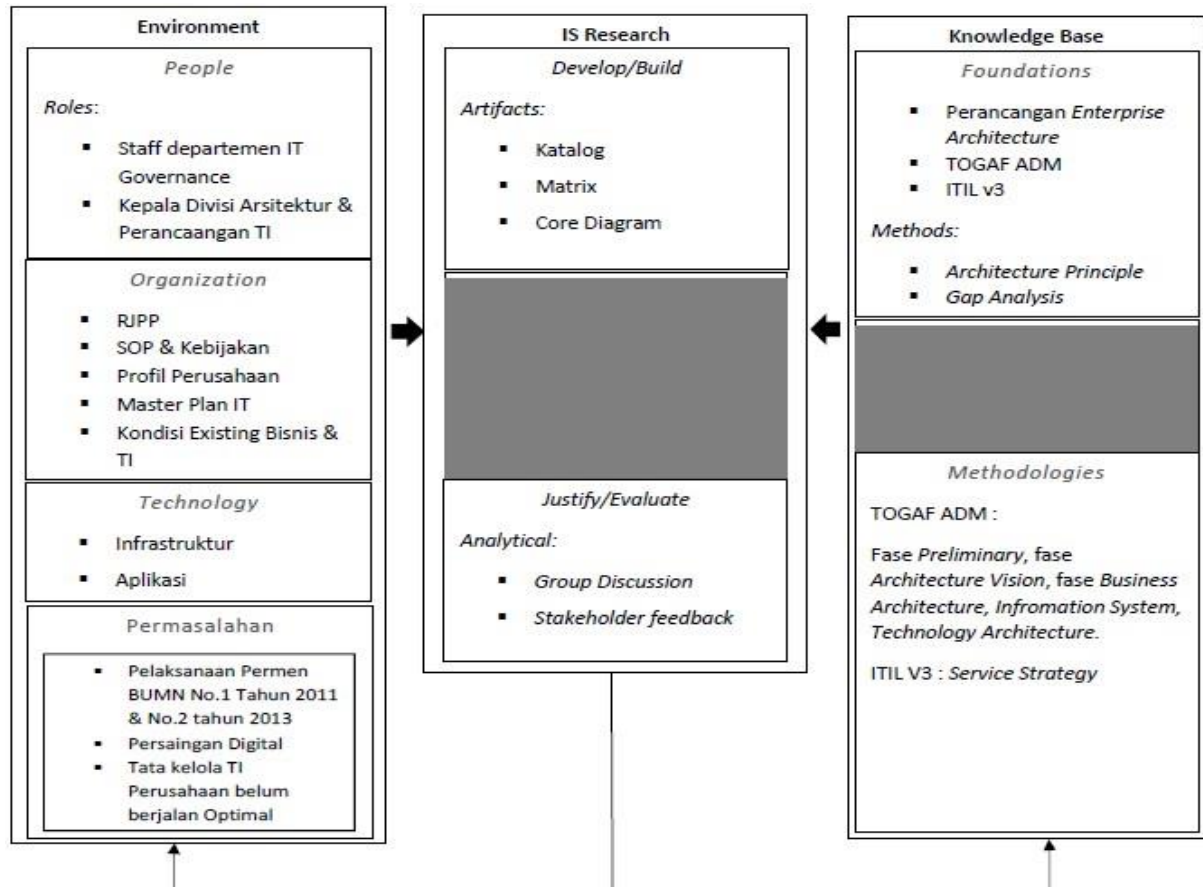 Environment
People
Roles:
▪ Staff departemen IT
Governance
▪ Kepala Divisi Arsitektur &
Perancaangan TI
Organization
▪ RJPP
▪ SOP & Kebijakan
▪ Profil Perusahaan
▪ Master Plan IT
▪ Kondisi Existing Bisnis &
TI
Technology
▪ Infrastruktur
▪ Aplikasi
Permasalahan
▪ Pelaksanaan Permen
BUMN No.1 Tahun 2011
& No.2 tahun 2013
▪ Persaingan Digital
▪ Tata kelola TI
Perusahaan belum
berjalan Optimal
IS Research
Develop/Build
Artifacts:
▪ Katalog
▪ Matrix
▪ Core Diagram
Justify/Evaluate
Analytical:
▪ Group Discussion
▪ Stakeholder feedback
Knowledge Base
Foundations
▪ Perancangan Enterprise
Architecture
▪ TOGAF ADM
▪ ITIL v3
Methods:
▪ Architecture Principle
▪ Gap Analysis
Methodologies
TOGAF ADM :
Fase Preliminary, fase
Architecture Vision, fase Business
Architecture, Infromation System,
Technology Architecture.
ITIL V3 : Service Strategy